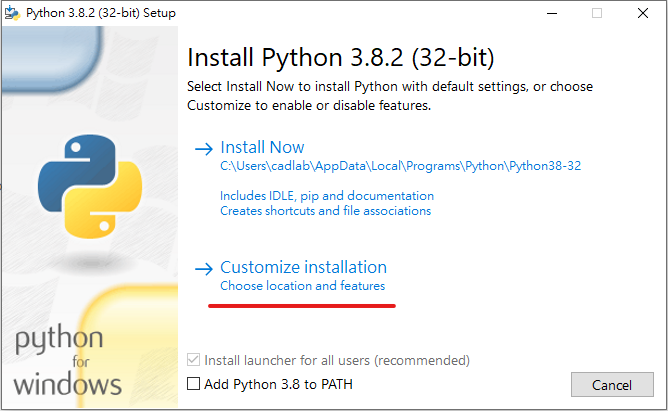 Python 3.8.2 (32-bit) Setup
Install Python 3.8.2 (32-bit)
Select Install Now to install Python with default settings, or choose
Customize to enable or disable features.
Install Now
C:\Users\cadlab\AppData\Local\Programs\Python\Python38-32
Includes IDLE, pip and documentation
Creates shortcuts and file associations
Customize installation
Choose location and features
python
for
windows
Install launcher for all users (recommended)
Add Python 3.8 to PATH
Cancel